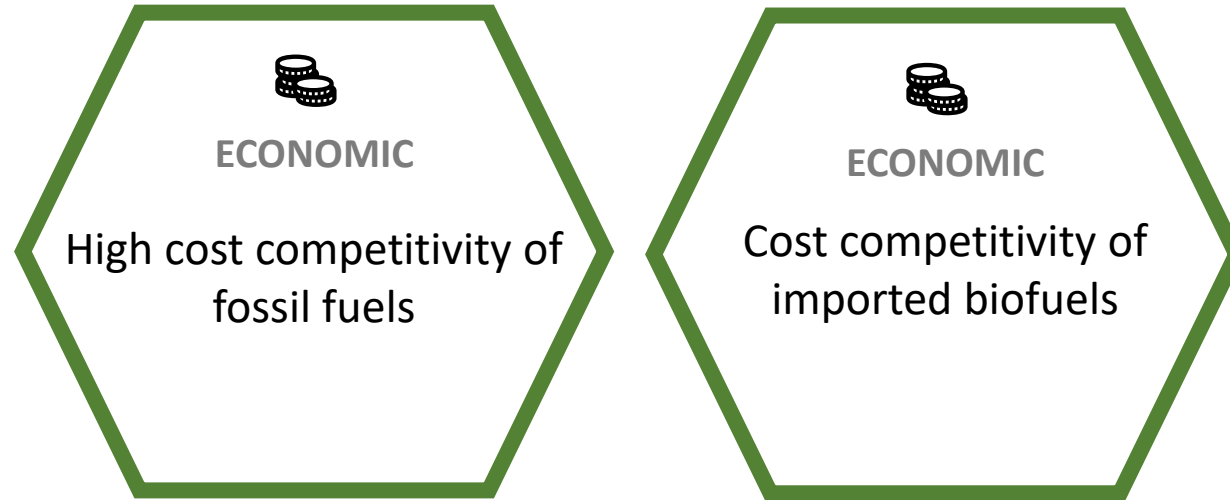 ECONOMIC
High cost competitivity of
fossil fuels
ECONOMIC
Cost competitivity of
imported biofuels